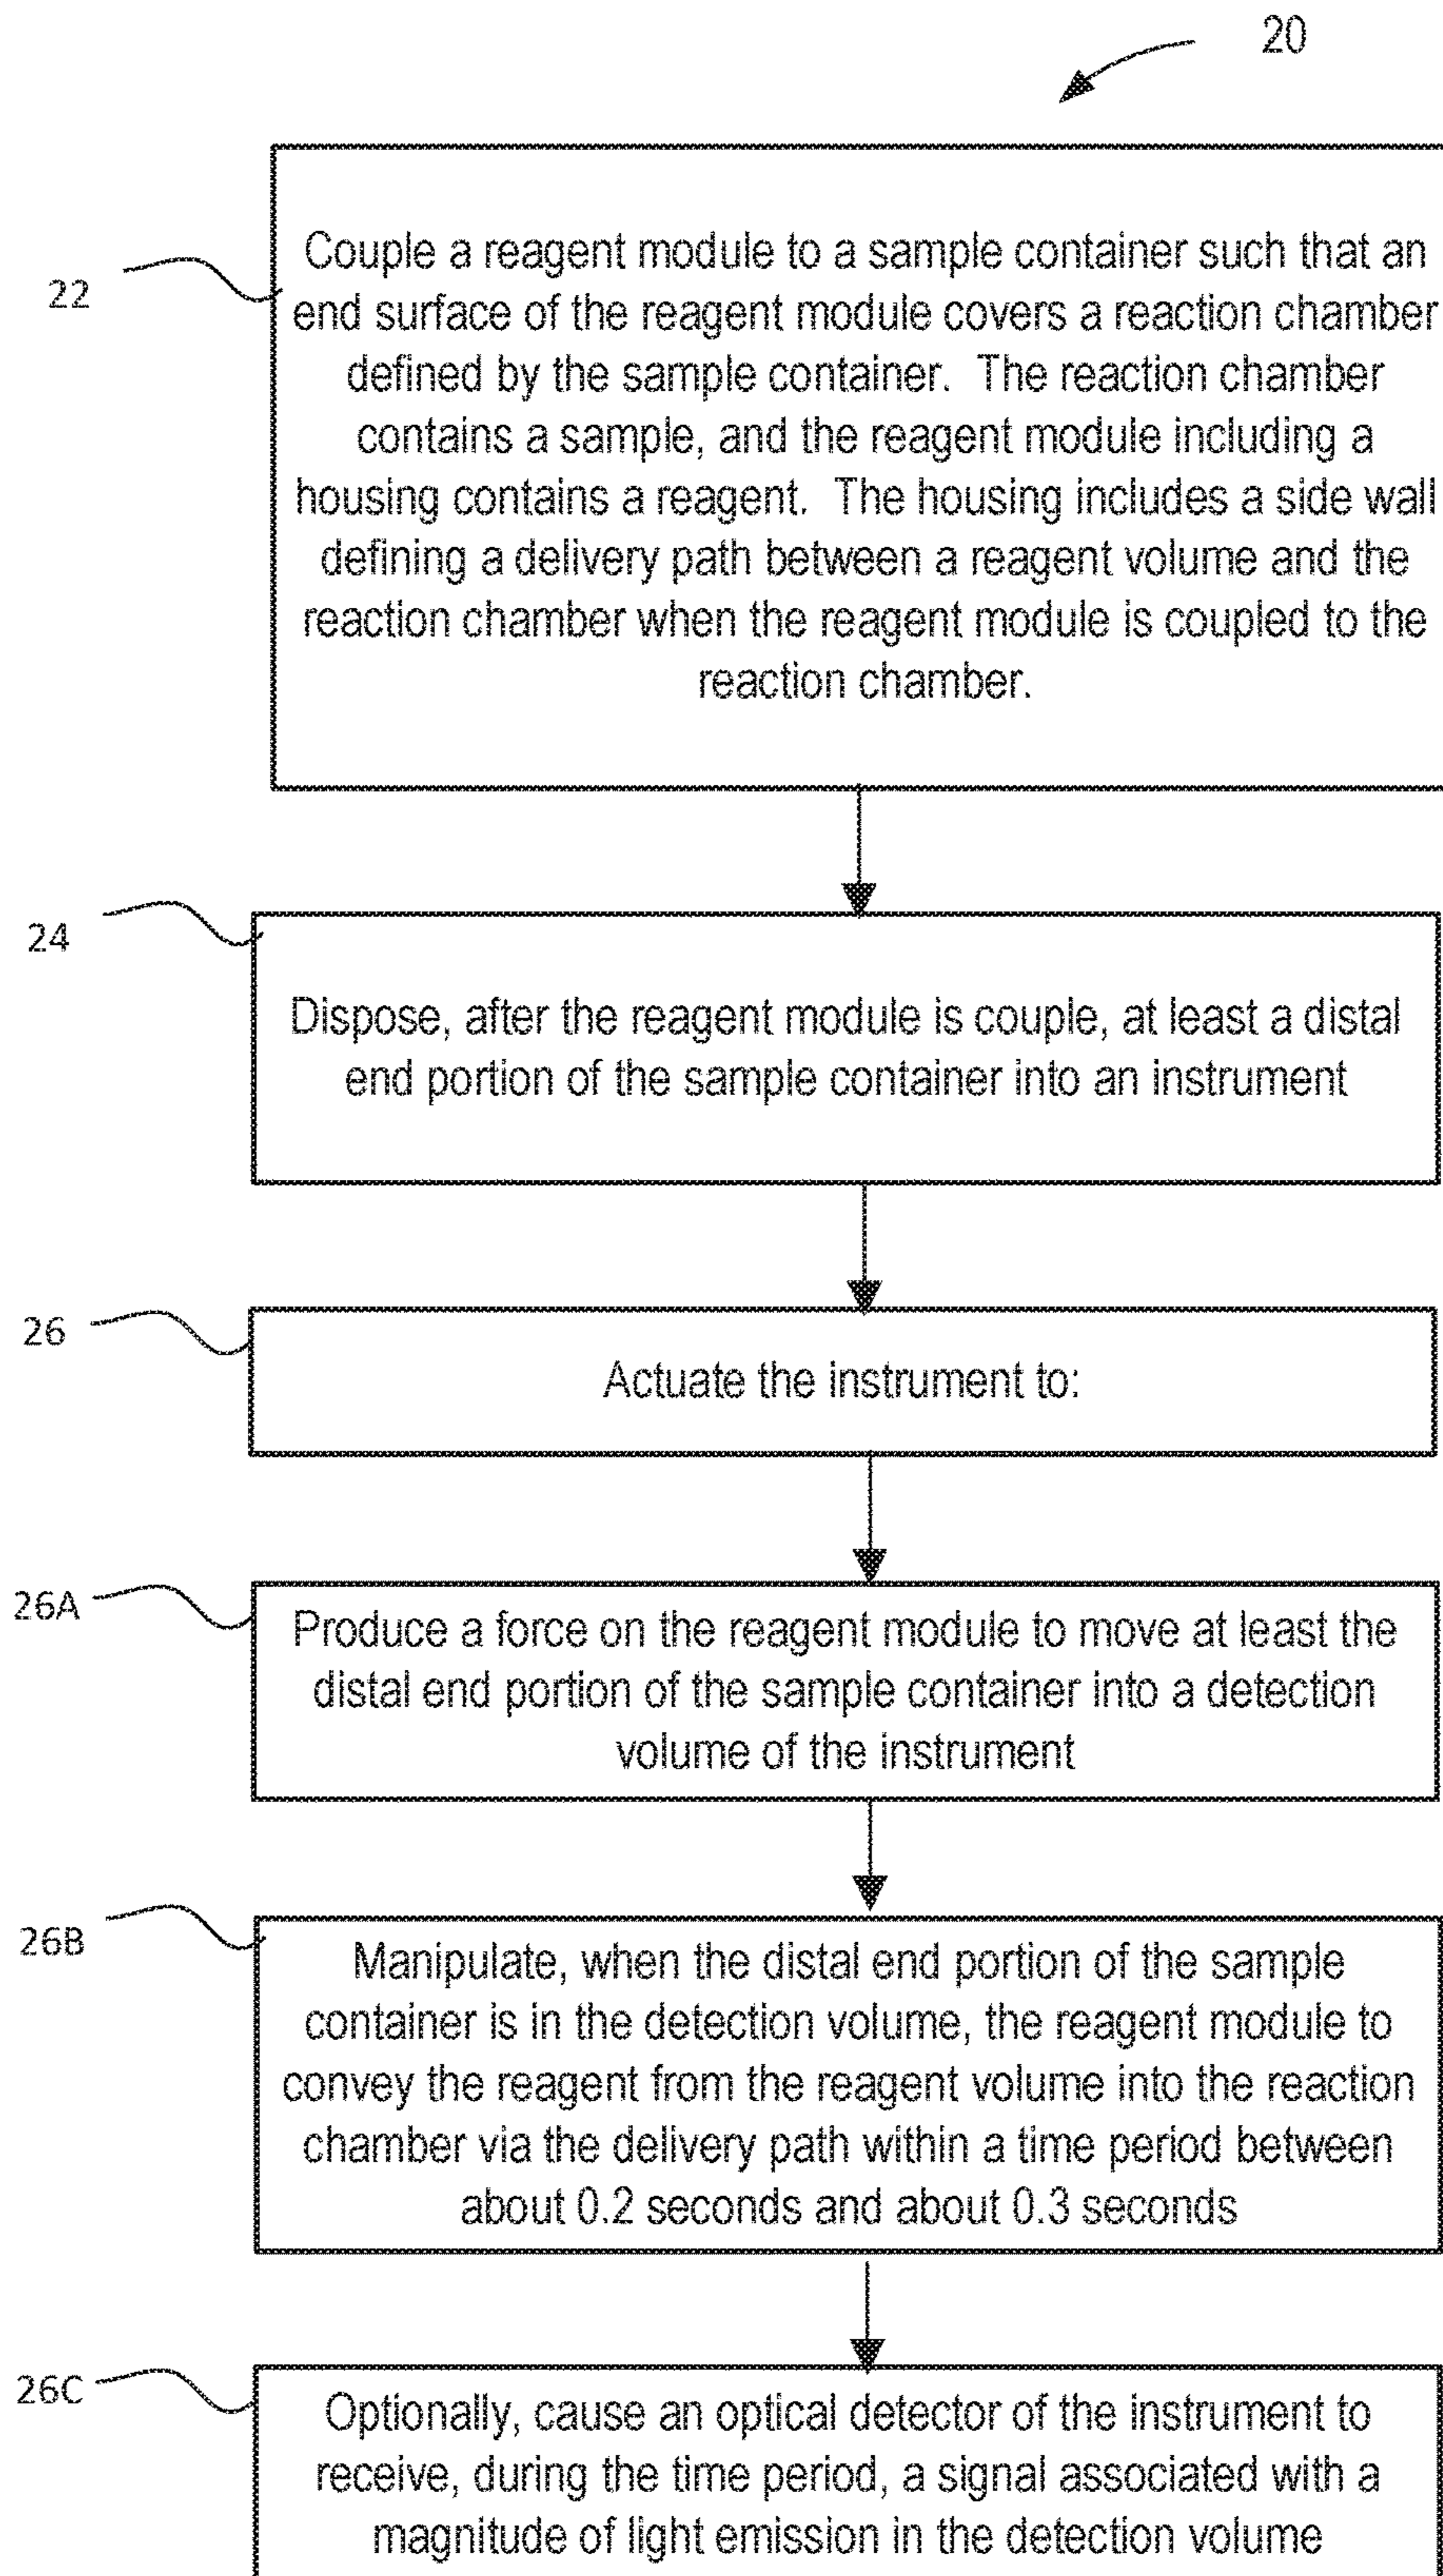 20
22
Couple a reagent module to a sample container such that an
end surface of the reagent module covers a reaction chamber
defined by the sample container. The reaction chamber
contains a sample, and the reagent module including a
housing contains a reagent. The housing includes a side wall
defining a delivery path between a reagent volume and the
reaction chamber when the reagent module is coupled to the
reaction chamber.
24
Dispose, after the reagent module is couple, at least a distal
end portion of the sample container into an instrument
26
Actuate the instrument to:
26A
Produce a force on the reagent module to move at least the
distal end portion of the sample container into a detection
volume of the instrument
26B
Manipulate, when the distal end portion of the sample
container is in the detection volume, the reagent module to
convey the reagent from the reagent volume into the reaction
chamber via the delivery path within a time period between
about 0.2 seconds and about 0.3 seconds
26C
Optionally, cause an optical detector of the instrument to
receive, during the time period, a signal associated with a
magnitude of light emission in the detection volume